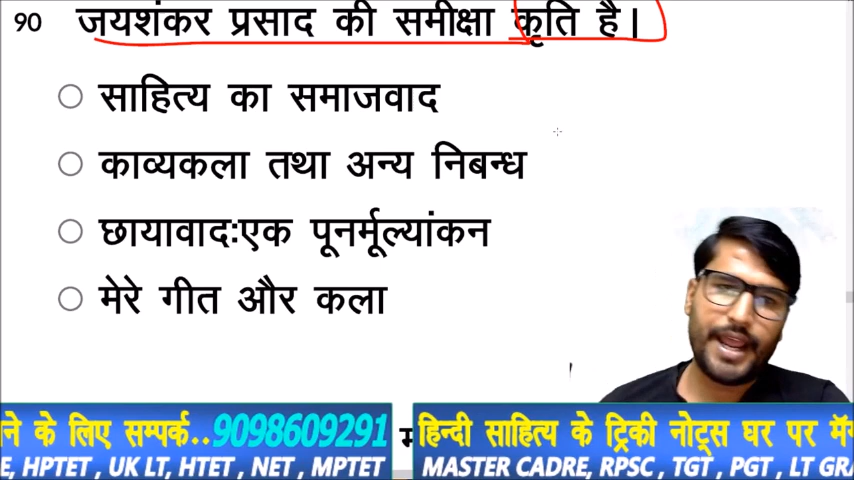 90 जयशंकर प्रसाद की समीक्षा कृति है।
साहित्य का समाजवाद
काव्यकला तथा अन्य निबन्ध
छायावादःएक पूनर्मूल्यांकन
मेरे गीत और कला
ने के लिए सम्पर्क..9098609291 हिन्दी साहित्य के ट्रिकी नोट्स घर पर
E, HPTET , UK LT, HTET , NET , MPTET MASTER CADRE, RPSC , TGT , PGT , LT GRA